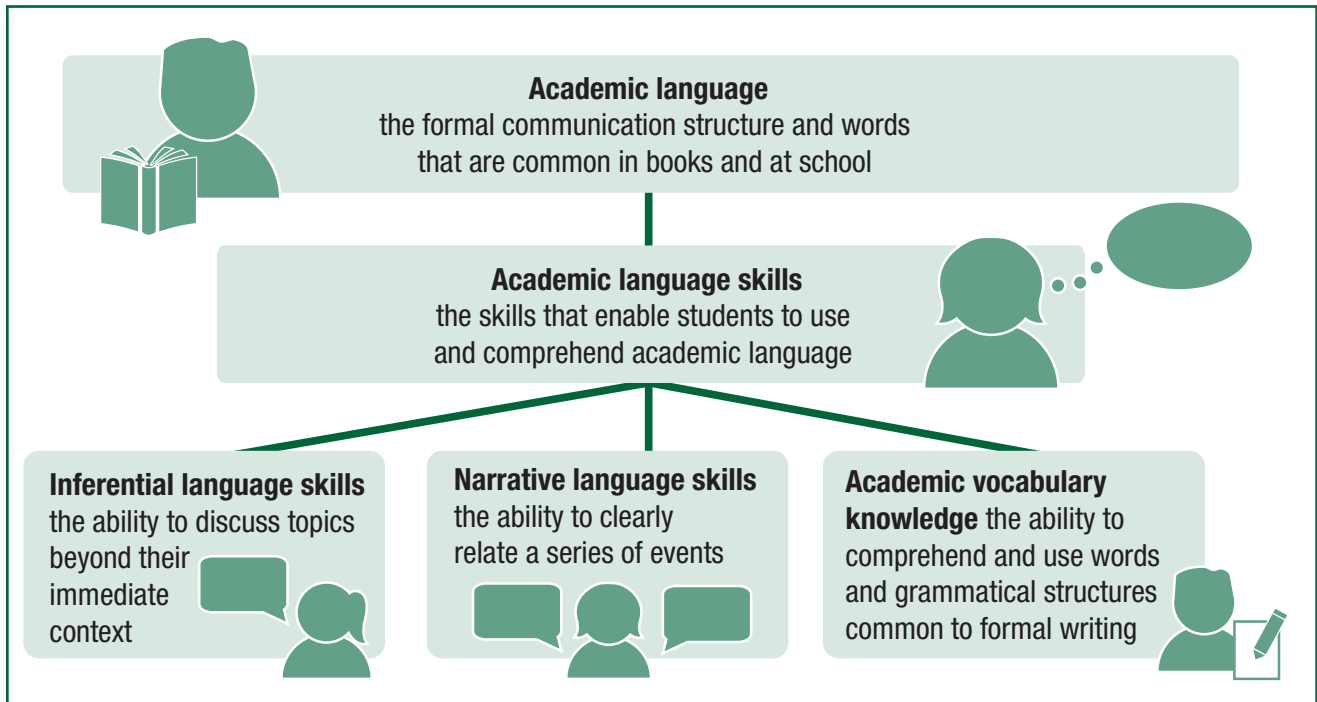 Academic language
the formal communication structure and words
that are common in books and at school
Academic language skills
the skills that enable students to use
and comprehend academic language
Inferential language skills
the ability to discuss topics
beyond their
immediate
context
Narrative language skills
the ability to clearly
relate a series of events
Academic vocabulary
knowledge the ability to
comprehend and use words
and grammatical structures
common to formal writing